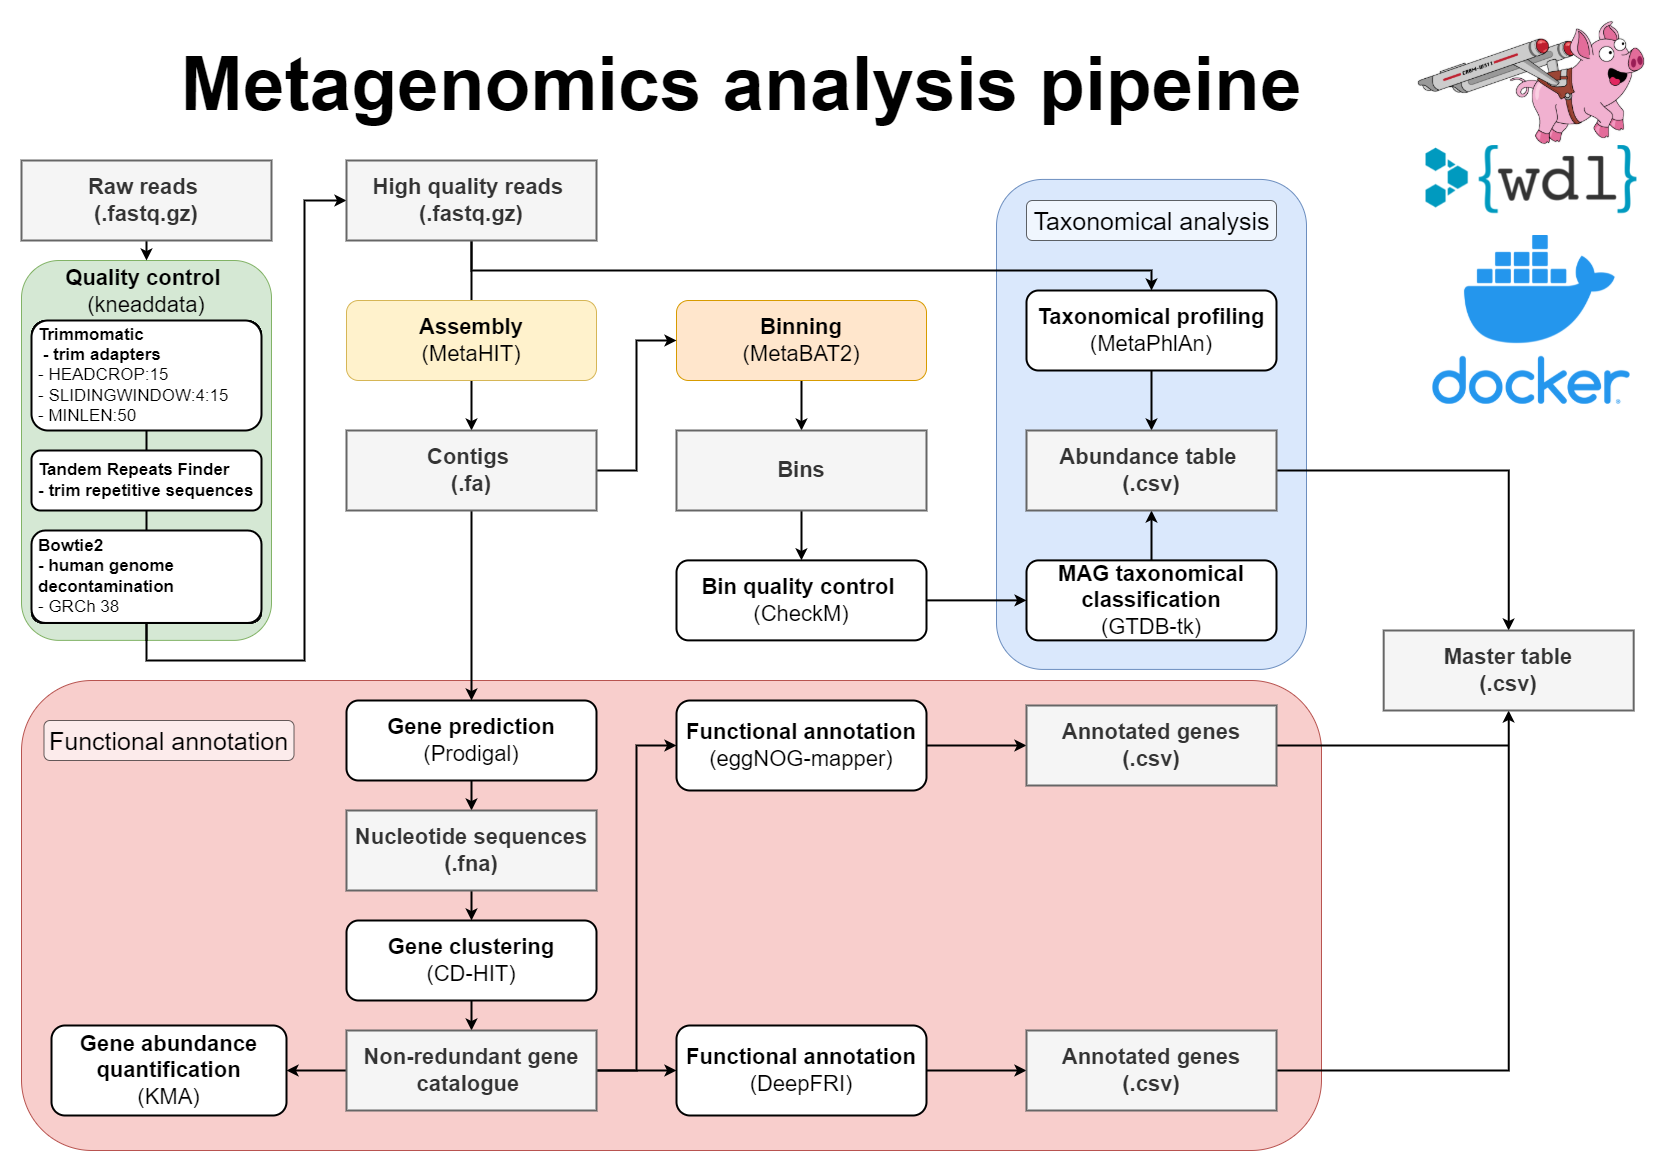 Metagenomics analysis pipeine
Raw reads
(.fastq.gz)
Quality control
(kneaddata)
Trimmomatic
- trim adapters
- HEADCROP:15
- SLIDINGWINDOW:4:15
- MINLEN:50
Tandem Repeats Finder
- trim repetitive sequences
Bowtie2
- human genome
decontamination
- GRCh 38
High quality reads
(.fastq.gz)
Assembly
(MetaHIT)
Contigs
(.fa)
Binning
(MetaBAT2)
Bins
Bin quality control
(CheckM)
Taxonomical analysis
Taxonomical profiling
(MetaPhlAn)
Abundance table
(.csv)
MAG taxonomical
classification
(GTDB-tk)
{wdl}
docker
Master table
(.csv)
Functional annotation
Gene prediction
(Prodigal)
Nucleotide sequences
(.fna)
Gene clustering
(CD-HIT)
Non-redundant gene
catalogue
Gene abundance
quantification
(KMA)
Functional annotation
(eggNOG-mapper)
Annotated genes
(.csv)
Functional annotation
(DeepFRI)
Annotated genes
(.csv)